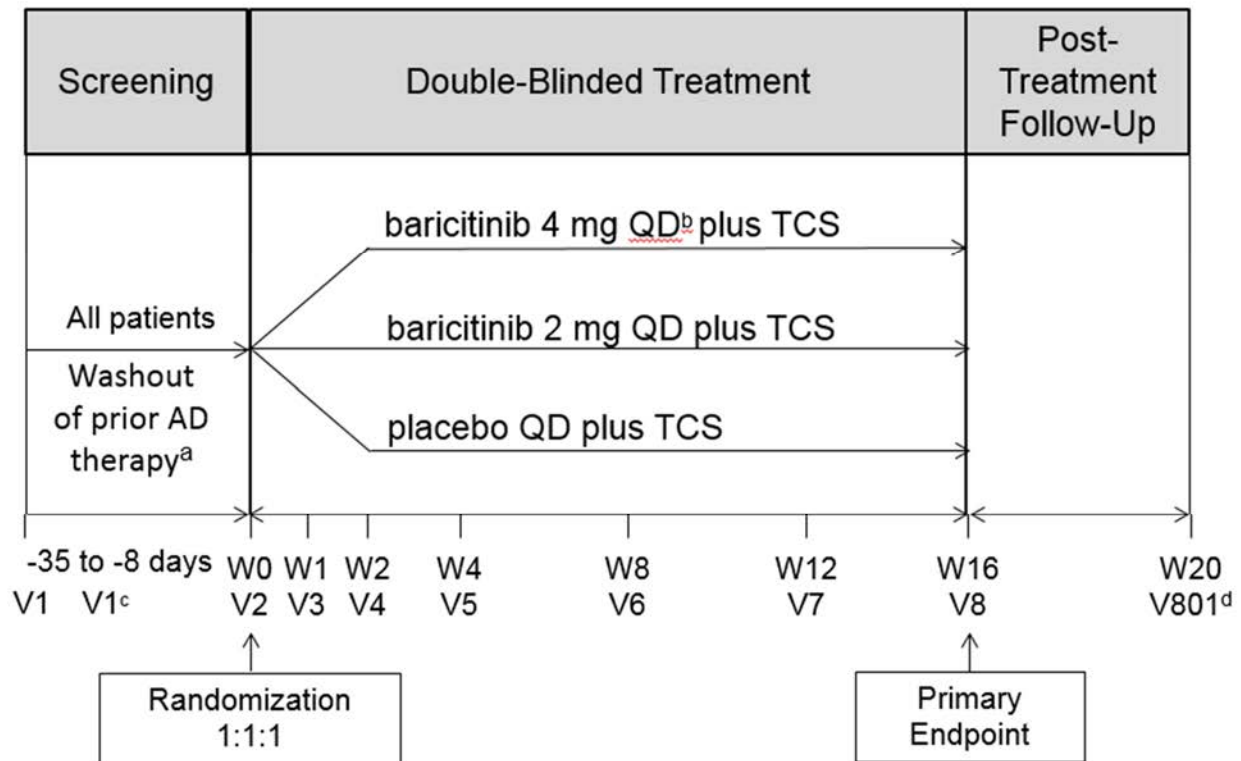 Screening
Double-Blinded Treatment
Post-
Treatment
Follow-Up
baricitinib 4 mg QDᵇ plus TCS
All patients
baricitinib 2 mg QD plus TCS
Washout
of prior AD
therapyᵃ
placebo QD plus TCS
-35 to -8 days W0 W1 W2 W4 W8 W12 W16 W20
V1 V1ᶜ V2 V3 V4 V5 V6 V7 V8 V801ᵈ
Randomization
1:1:1
Primary
Endpoint